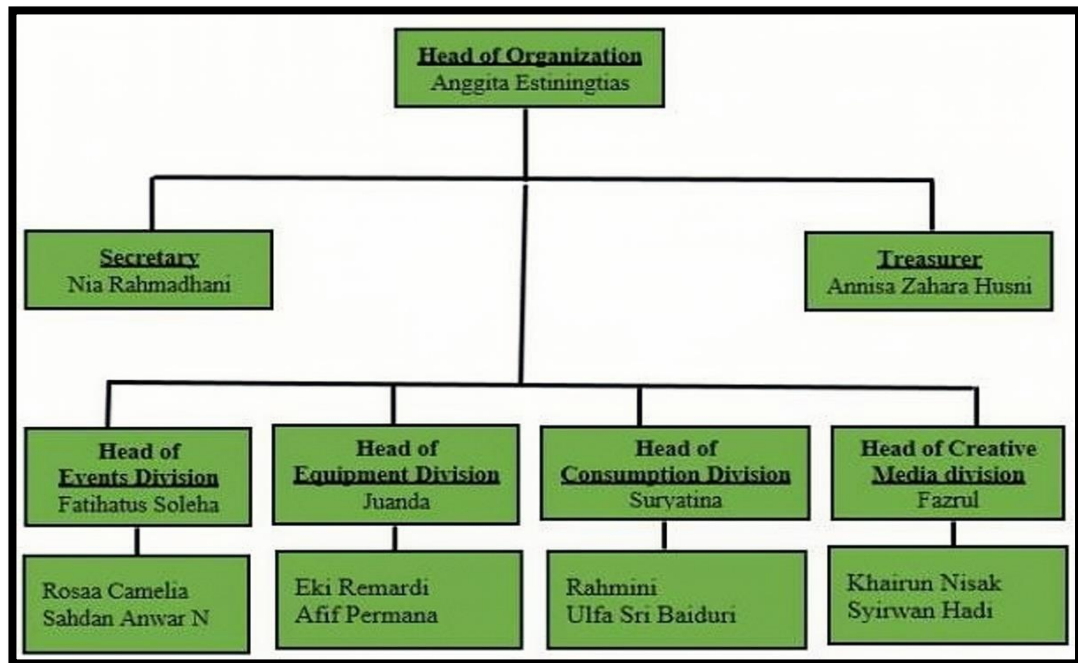 Head of Organization
Anggita Estiningtias
Secretary
Nia Rahmadhani
Treasurer
Annisa Zahara Husni
Head of
Events Division
Fatihatus Soleha
Head of
Equipment Division
Juanda
Head of
Consumption Division
Suryatina
Head of Creative
Media division
Fazrul
Rosaa Camelia
Sahdan Anwar N
Eki Remardi
Afif Permana
Rahmini
Ulfa Sri Baiduri
Khairun Nisak
Syirwan Hadi